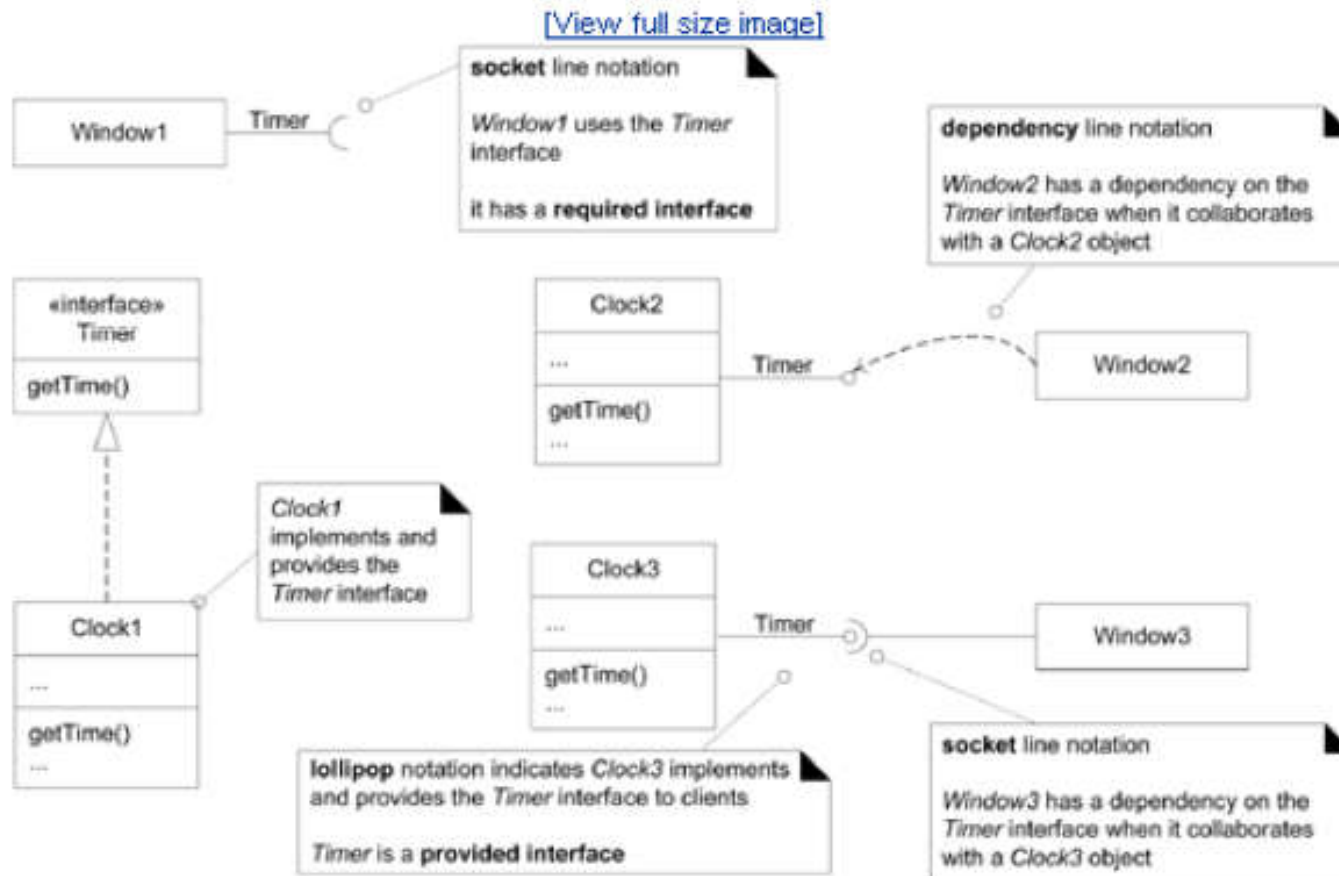 [View full size image]
socket line notation
Window1 uses the Timer
interface
it has a required interface
Window1
Timer
dependency line notation
Window2 has a dependency on the
Timer interface when it collaborates
with a Clock2 object
«interface»
Timer
getTime()
Clock2
...
getTime()
...
Timer
Window2
Clock1
implements and
provides the
Timer interface
Clock1
...
getTime()
...
Clock3
...
getTime()
...
Timer
Window3
lollipop notation indicates Clock3 implements
and provides the Timer interface to clients
Timer is a provided interface
socket line notation
Window3 has a dependency on the
Timer interface when it collaborates
with a Clock3 object